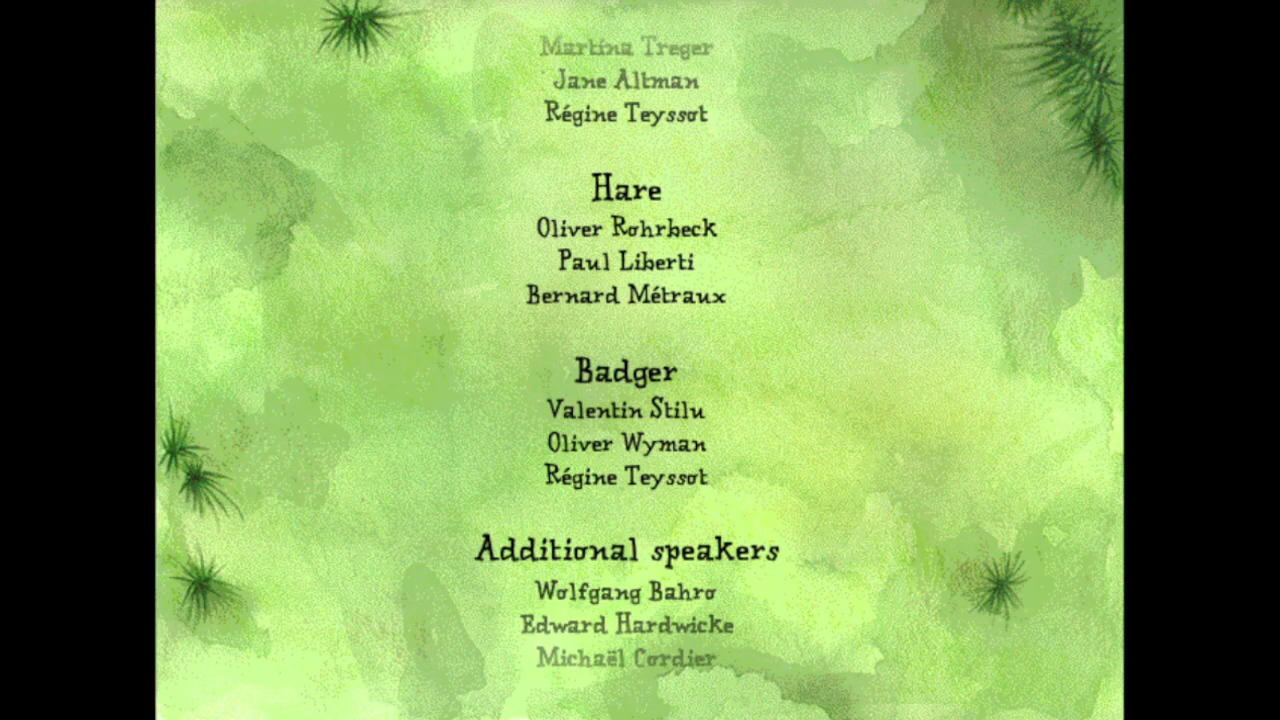 Martina Treger
Jane Altman
Régine Teyssot
Hare
Oliver Rohrbeck
Paul Liberti
Bernard Métraux
Badger
Valentin Stilu
Oliver Wyman
Régine Teyssot
Additional speakers
Wolfgang Bahro
Edward Hardwicke
Michaël Cordier